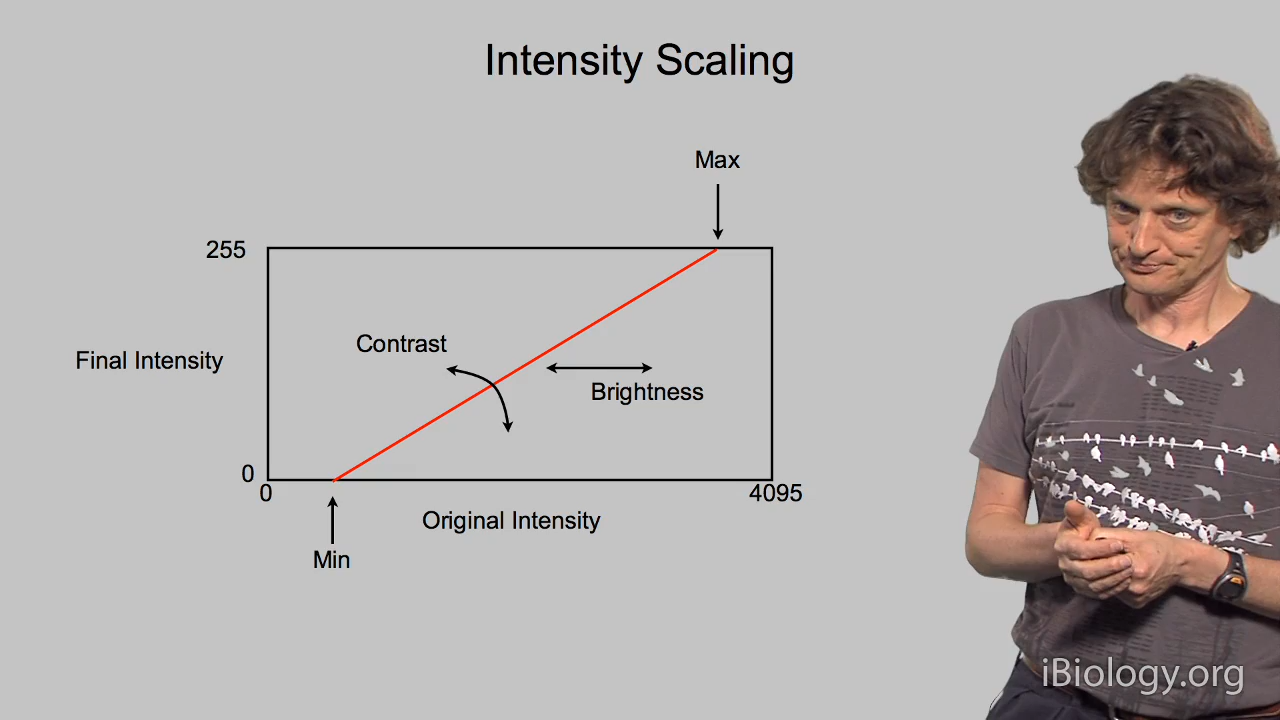 Intensity Scaling
Max
255
Contrast
Final Intensity
Brightness
0
0
4095
Original Intensity
Min
iBiology.org